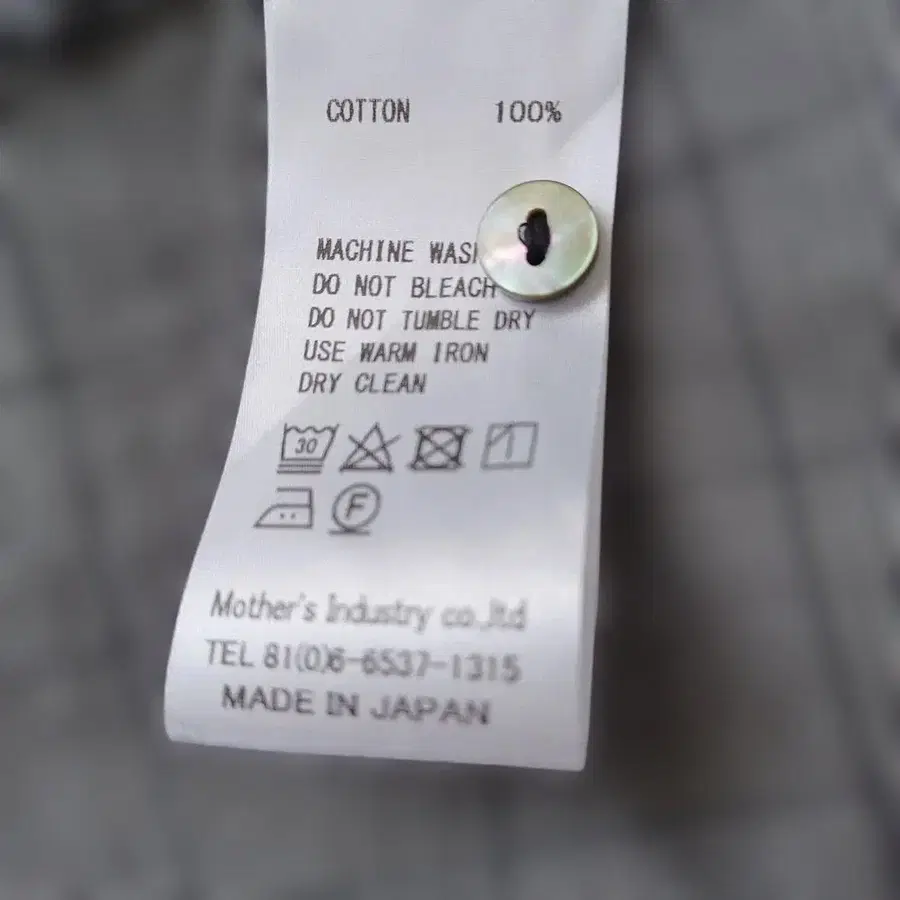 COTTON 100%
MACHINE WAS
DO NOT BLEACH
DO NOT TUMBLE DRY
USE WARM IRON
DRY CLEAN
30
F
Mother's Industry co.,ltd
TEL 81(0)6-6537-1315
MADE IN JAPAN